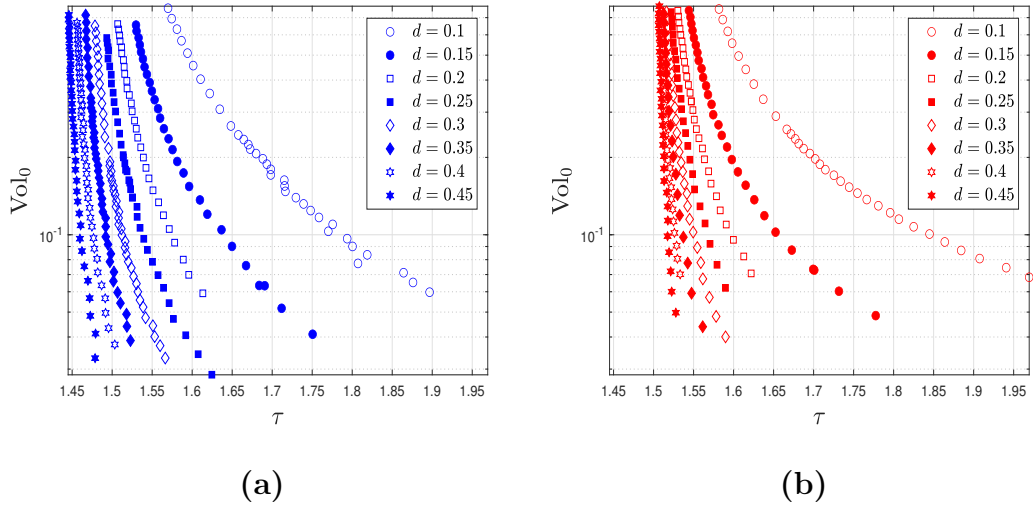 d = 0.1
d = 0.15
d = 0.2
d = 0.25
d = 0.3
d = 0.35
d = 0.4
d = 0.45
Vol₀
10⁻¹
1.45 1.5 1.55 1.6 1.65 1.7 1.75 1.8 1.85 1.9 1.95
τ
(a)
d = 0.1
d = 0.15
d = 0.2
d = 0.25
d = 0.3
d = 0.35
d = 0.4
d = 0.45
Vol₀
10⁻¹
1.45 1.5 1.55 1.6 1.65 1.7 1.75 1.8 1.85 1.9 1.95
τ
(b)